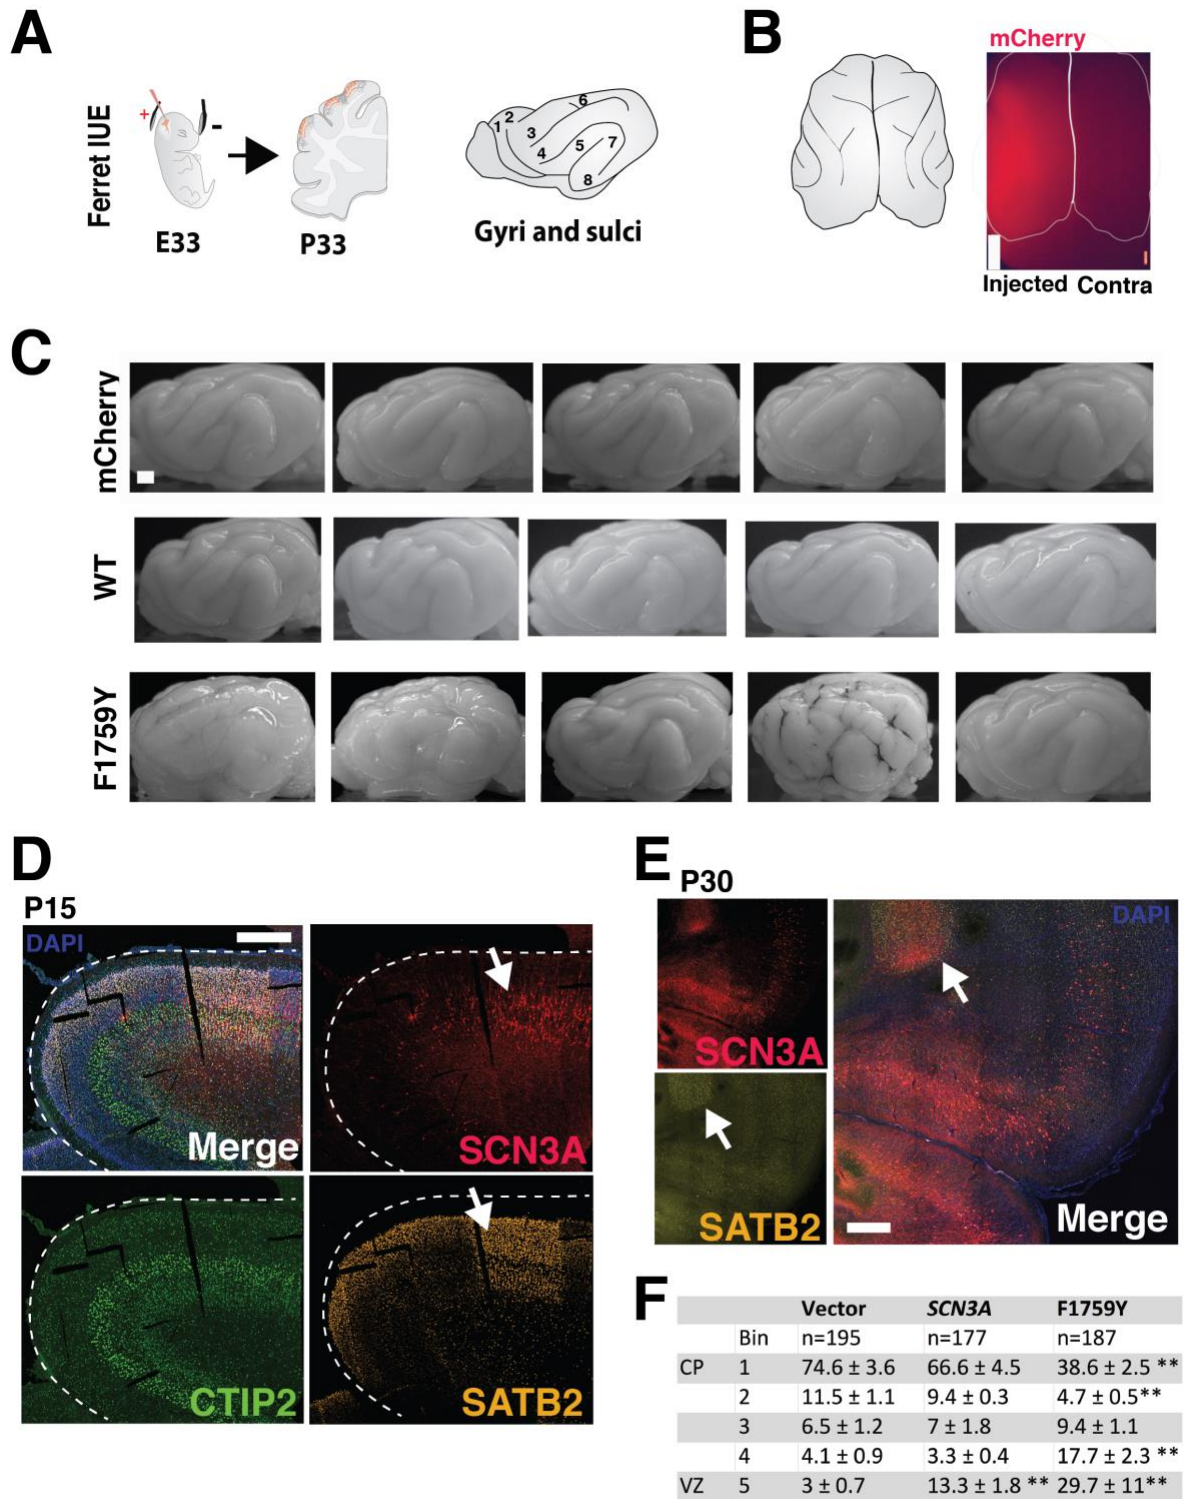 A
Ferret IUE
+
-
E33
P33
1
2
3
4
5
6
7
8
Gyri and sulci
B
mCherry
Injected Contra
C
mCherry
WT
F1759Y
D
P15
DAPI
Merge
SCN3A
CTIP2
SATB2
E
P30
SCN3A
SATB2
DAPI
Merge
F
Vector SCN3A F1759Y
Bin n=195 n=177 n=187
CP 1 74.6 ± 3.6 66.6 ± 4.5 38.6 ± 2.5 **
2 11.5 ± 1.1 9.4 ± 0.3 4.7 ± 0.5**
3 6.5 ± 1.2 7 ± 1.8 9.4 ± 1.1
4 4.1 ± 0.9 3.3 ± 0.4 17.7 ± 2.3 **
VZ 5 3 ± 0.7 13.3 ± 1.8 ** 29.7 ± 11**